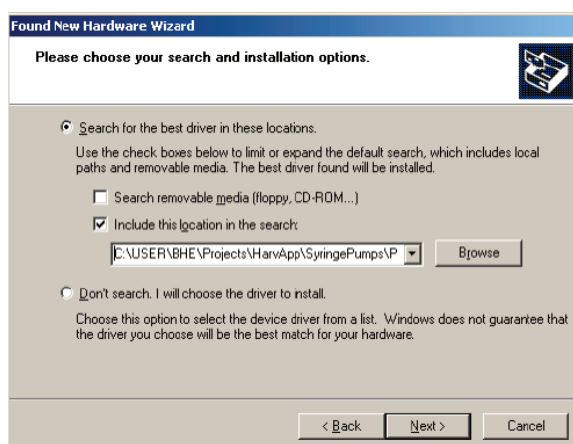 Found New Hardware Wizard
Please choose your search and installation options.
Search for the best driver in these locations.
Use the check boxes below to limit or expand the default search, which includes local
paths and removable media. The best driver found will be installed.
Search removable media (floppy, CD-ROM...)
Include this location in the search:
C:\USER\BHE\Projects\HarvApp\SyringePumps\P
Browse
Don't search. I will choose the driver to install.
Choose this option to select the device driver from a list. Windows does not guarantee that
the driver you choose will be the best match for your hardware.
< Back Next > Cancel